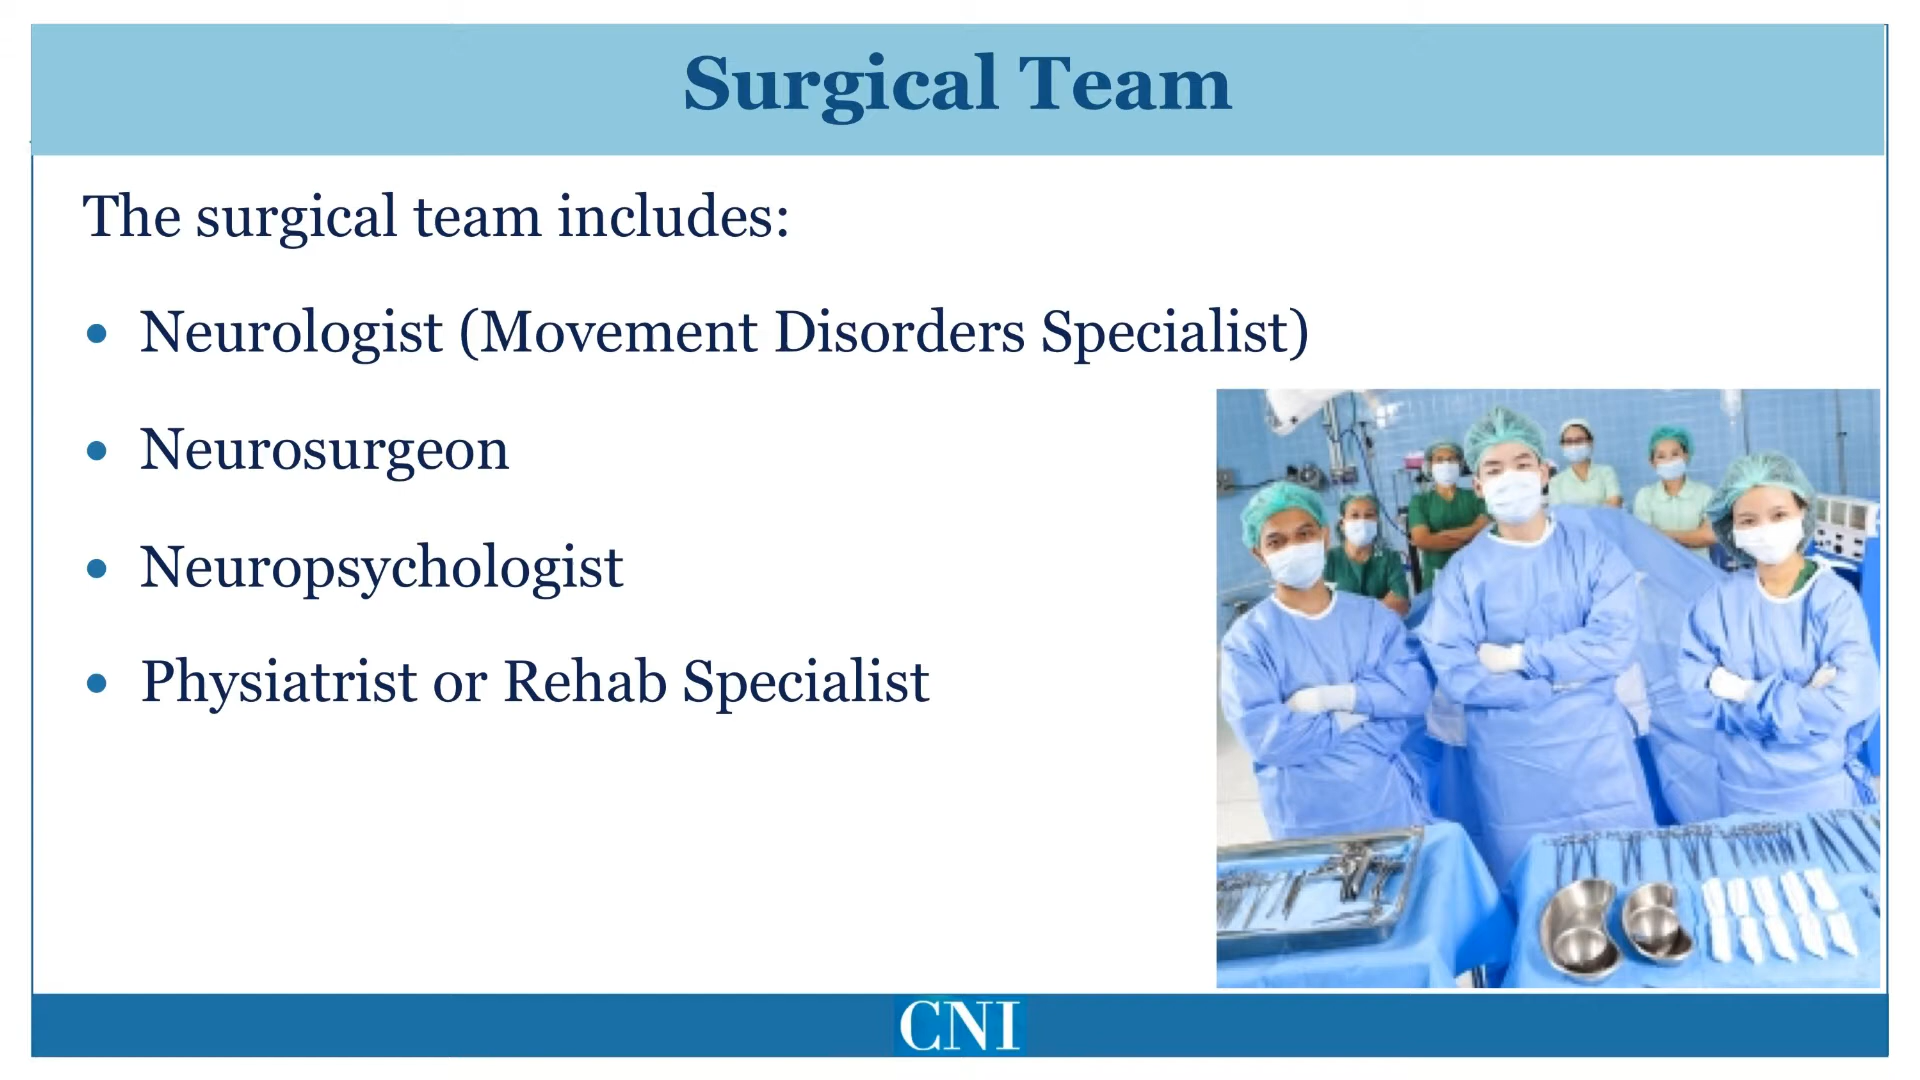 Surgical Team
The surgical team includes:
• Neurologist (Movement Disorders Specialist)
• Neurosurgeon
• Neuropsychologist
• Physiatrist or Rehab Specialist
CNI